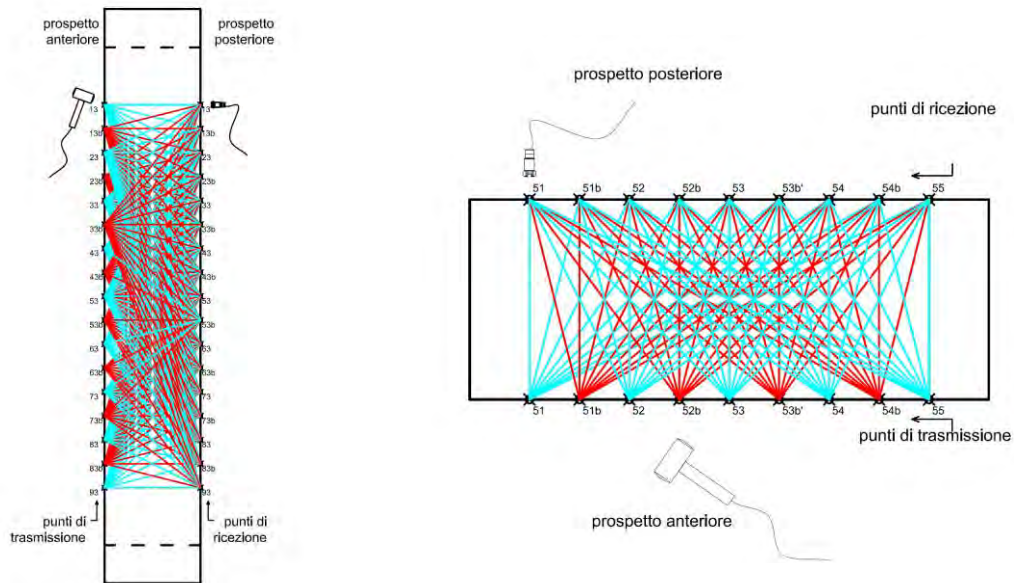 prospetto
anteriore
prospetto
posteriore
13
13b
23
23b
33
33b
43
43b
53
53b
63
63b
73
73b
83
83b
93
13
13b
23
23b
33
33b
43
43b
53
53b
63
63b
73
73b
83
83b
93
punti di
trasmissione
punti di
ricezione
prospetto posteriore
punti di ricezione
51 51b 52 52b 53 53b' 54 54b 55
51 51b 52 52b 53 53b' 54 54b 55
punti di trasmissione
prospetto anteriore